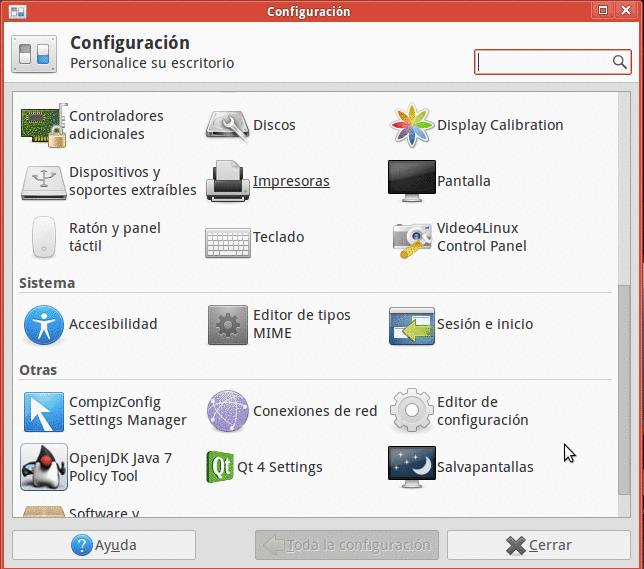 Configuración
Configuración
Personalice su escritorio
Controladores
adicionales
Discos
Display Calibration
Dispositivos y
soportes extraíbles
Impresoras
Pantalla
Ratón y panel
táctil
Teclado
Video4Linux
Control Panel
Sistema
Accesibilidad
Editor de tipos
MIME
Sesión e inicio
Otras
CompizConfig
Settings Manager
Conexiones de red
Editor de
configuración
OpenJDK Java 7
Policy Tool
Qt
Qt 4 Settings
Salvapantallas
Software y
Ayuda
Toda la configuración
Cerrar